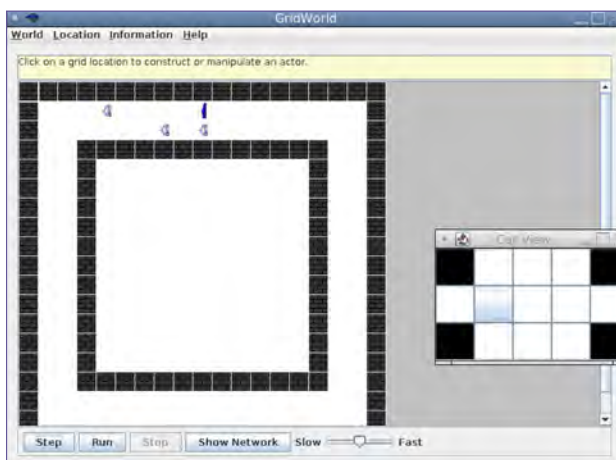 GridWorld
World Location Information Help
Click on a grid location to construct or manipulate an actor.
Cell View
Step Run Stop Show Network Slow Fast